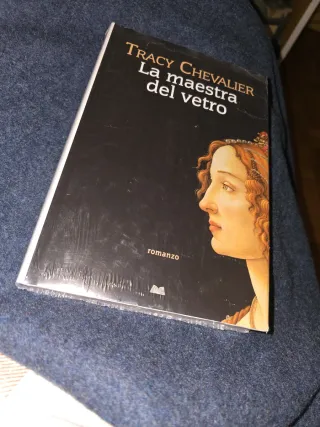 TRACY CHEVALIER
La maestra
del vetro
romanzo